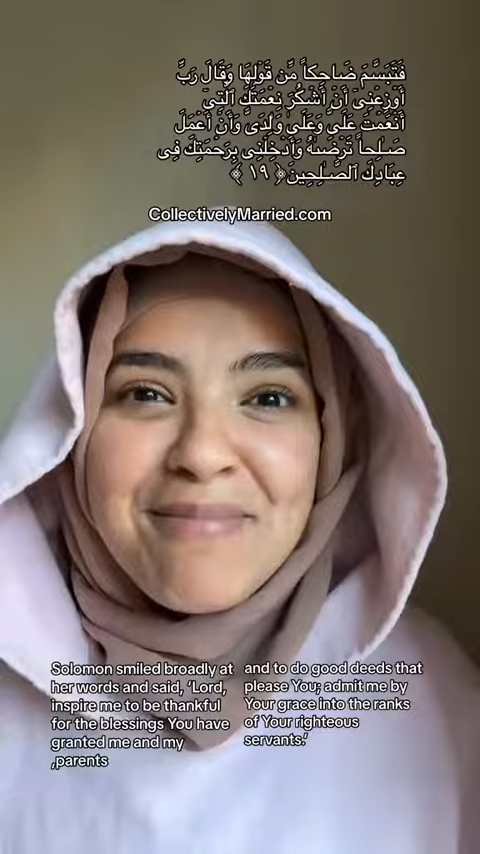 فَتَبَسَّمَ ضَاحِكاً مِّن قَوْلِهَا وَقَالَ رَبِّ
أَوْزِعْنِىٓ أَنْ أَشْكُرَ نِعْمَتَكَ ٱلَّتِىٓ
أَنْعَمْتَ عَلَىَّ وَعَلَىٰ وَٰلِدَىَّ وَأَنْ أَعْمَلَ
صَـٰلِحاً تَرْضَىٰهُ وَأَدْخِلْنِى بِرَحْمَتِكَ فِى
عِبَادِكَ ٱلصَّـٰلِحِينَ ﴿١٩﴾
CollectivelyMarried.com
Solomon smiled broadly at
her words and said, ‘Lord,
inspire me to be thankful
for the blessings You have
granted me and my
,parents
and to do good deeds that
please You; admit me by
Your grace into the ranks
of Your righteous
servants.’